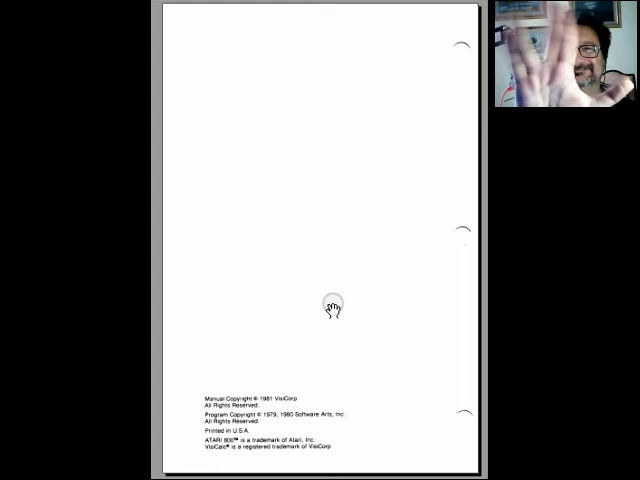 Manual Copyright © 1981 VisiCorp
All Rights Reserved.
Program Copyright © 1979, 1980 Software Arts, Inc.
All Rights Reserved.
Printed in U.S.A.
ATARI 800™ is a trademark of Atari, Inc.
VisiCalc® is a registered trademark of VisiCorp